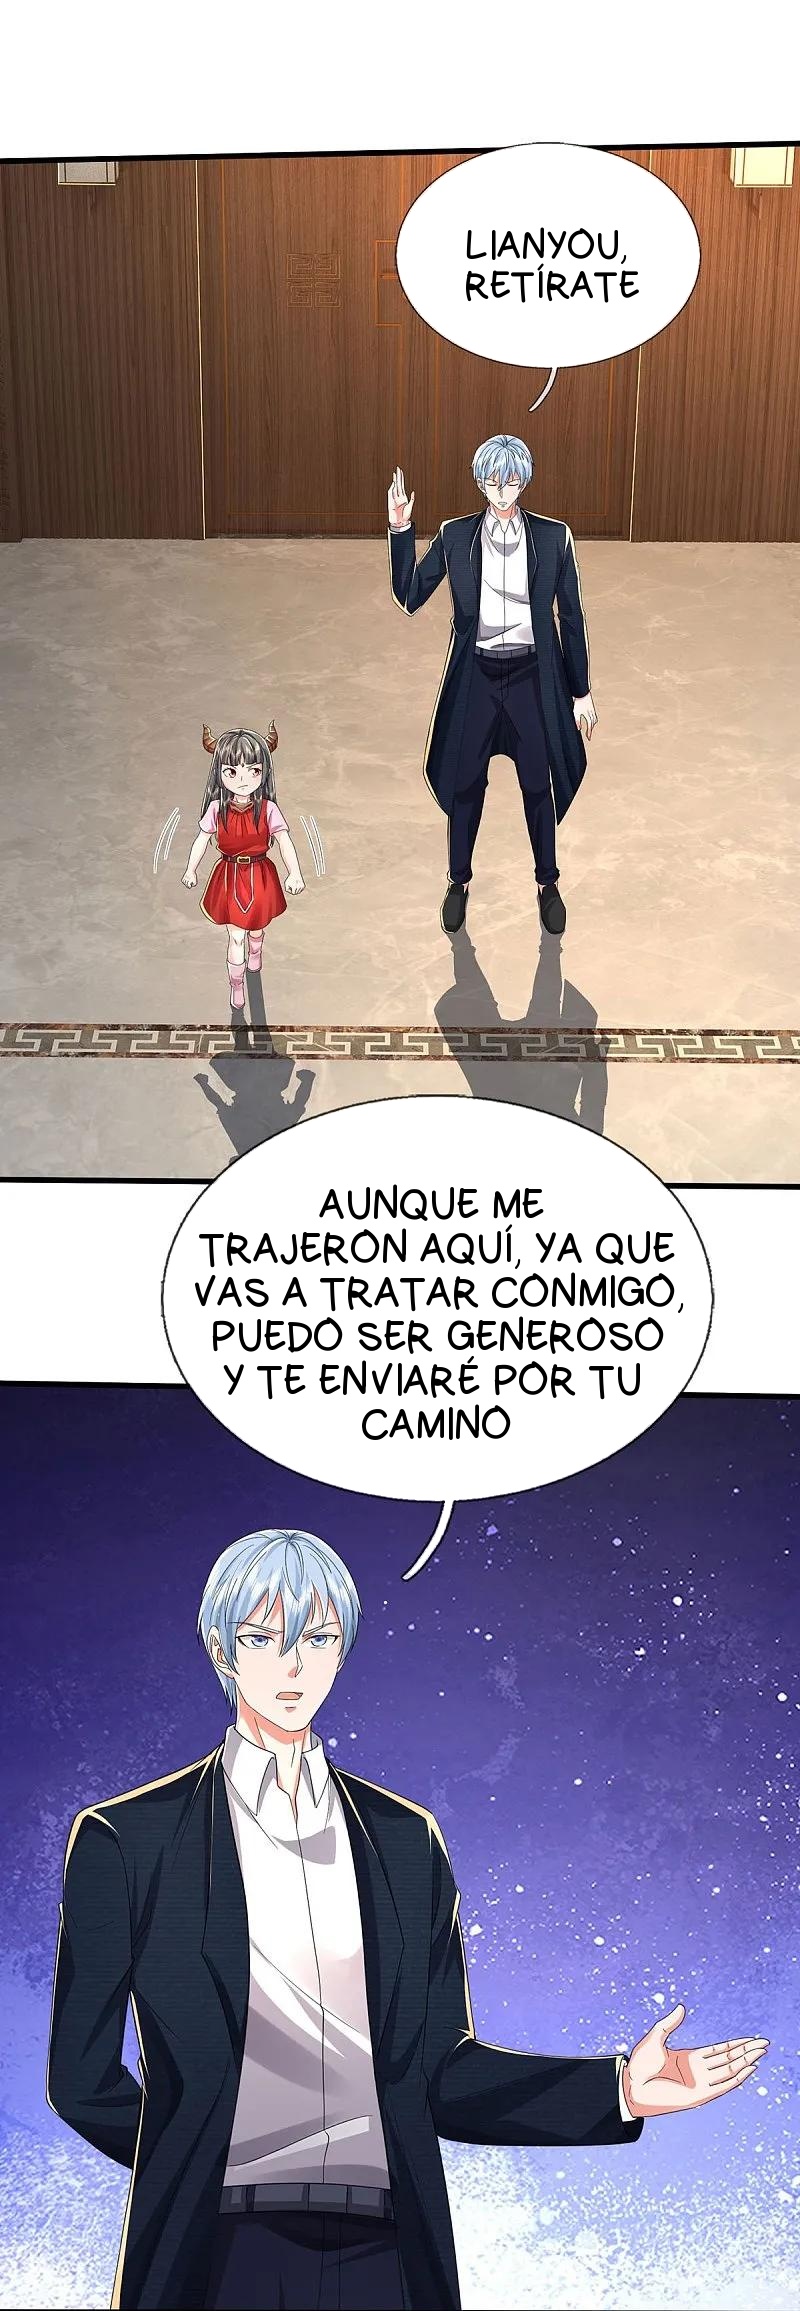 LIANYOU,
RETÍRATE
AUNQUE ME
TRAJERON AQUÍ, YA QUE
VAS A TRATAR CONMIGO,
PUEDO SER GENEROSO
Y TE ENVIARÉ POR TU
CAMINO